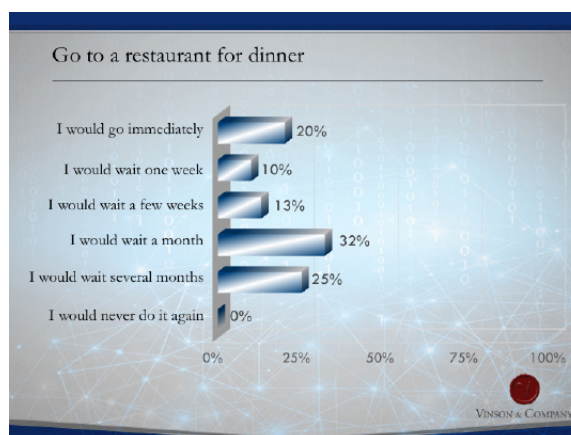 Go to a restaurant for dinner
I would go immediately 20%
I would wait one week 10%
I would wait a few weeks 13%
I would wait a month 32%
I would wait several months 25%
I would never do it again 0%
0% 25% 50% 75% 100%
VINSON & COMPANY